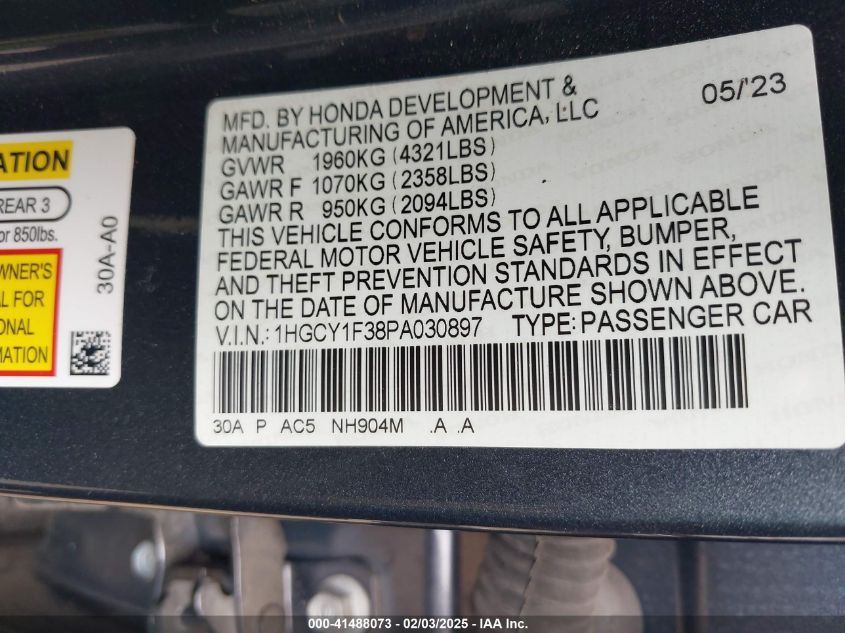 ATION
REAR 3
or 850lbs.
WNER'S
AL FOR
ONAL
MATION
30A-A0
MFD. BY HONDA DEVELOPMENT &
MANUFACTURING OF AMERICA, LLC
05/'23
GVWR 1960KG (4321LBS)
GAWR F 1070KG (2358LBS)
GAWR R 950KG (2094LBS)
THIS VEHICLE CONFORMS TO ALL APPLICABLE
FEDERAL MOTOR VEHICLE SAFETY, BUMPER,
AND THEFT PREVENTION STANDARDS IN EFFECT
ON THE DATE OF MANUFACTURE SHOWN ABOVE.
V.I.N.: 1HGCY1F38PA030897 TYPE: PASSENGER CAR
30A P AC5 NH904M .A .A
000-41488073 - 02/03/2025 - IAA Inc.